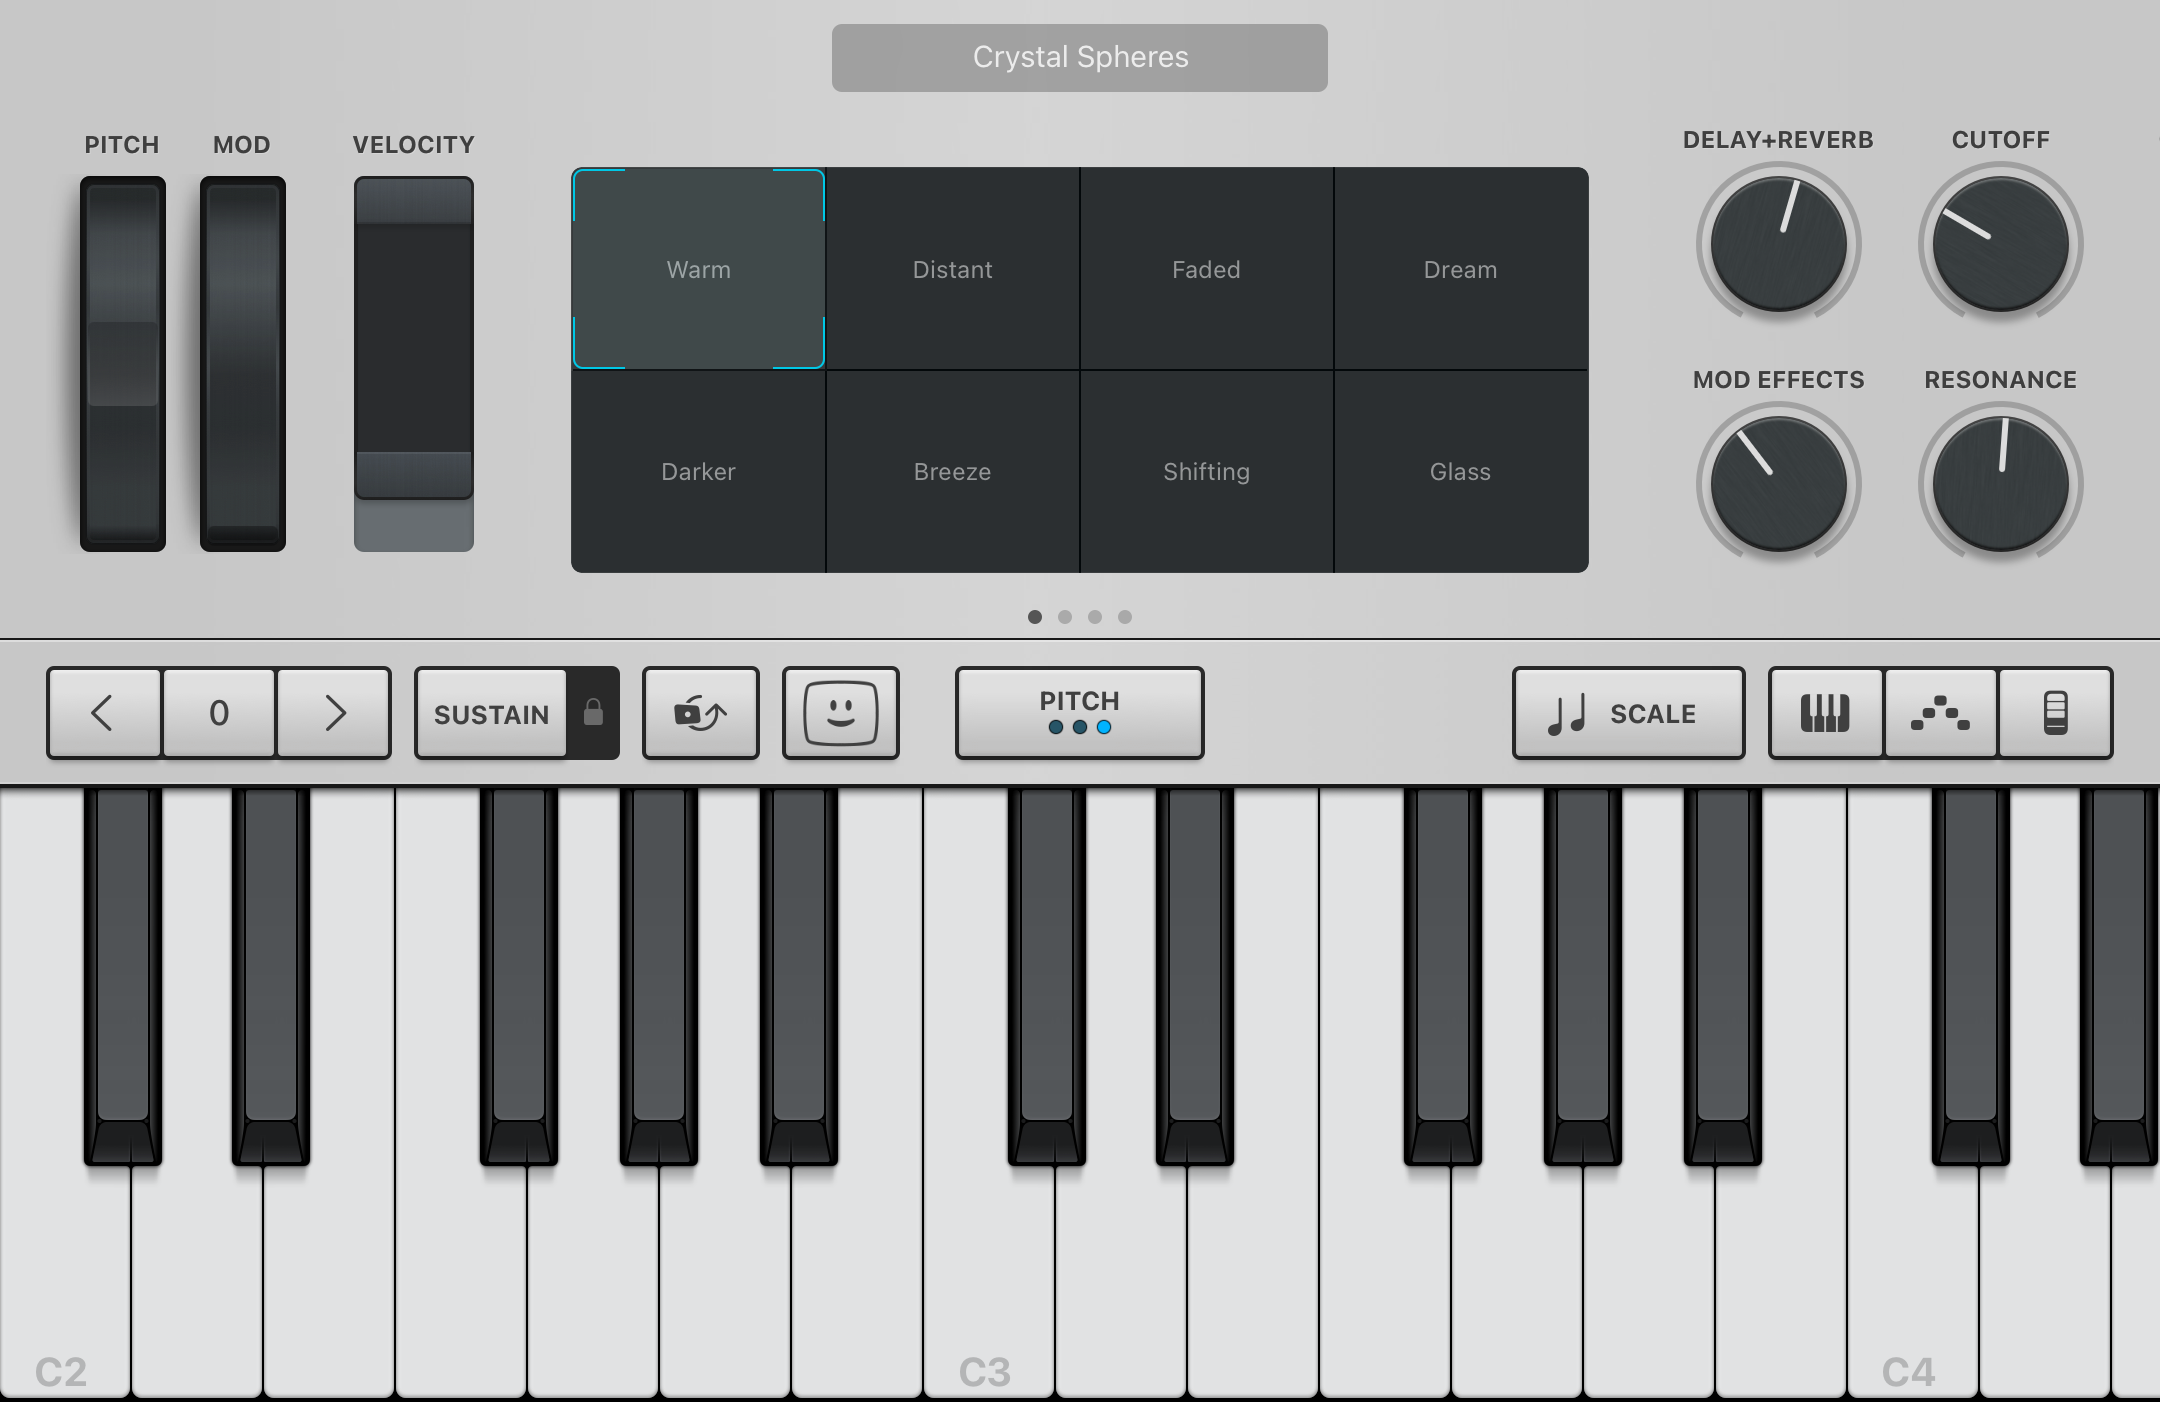 Crystal Spheres
PITCH MOD VELOCITY
DELAY+REVERB CUTOFF
Warm Distant Faded Dream
MOD EFFECTS RESONANCE
Darker Breeze Shifting Glass
0 SUSTAIN PITCH SCALE
C2 C3 C4